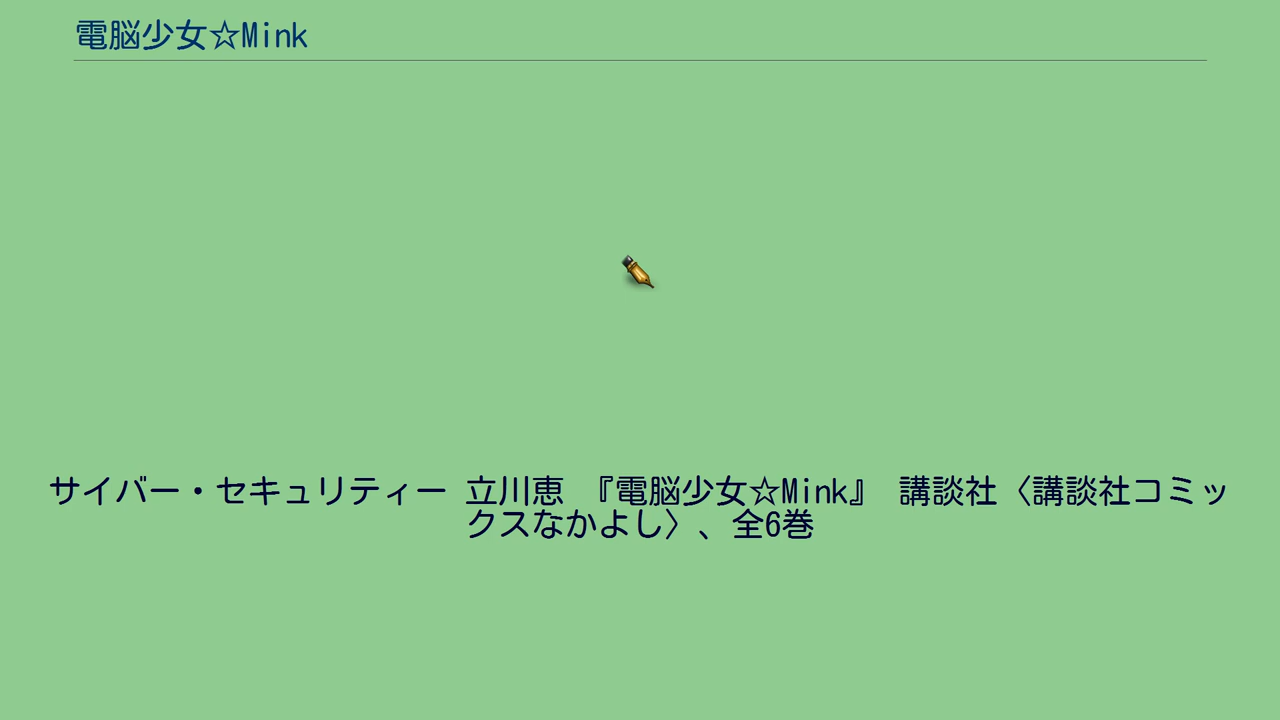 電脳少女☆Mink
サイバー・セキュリティー 立川恵 『電脳少女☆Mink』 講談社〈講談社コミッ
クスなかよし〉、全6巻